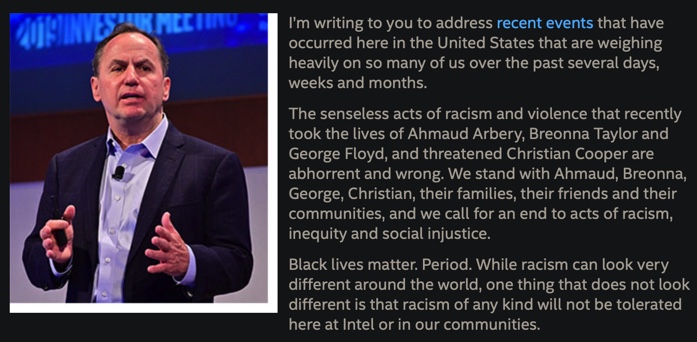 2019 INVESTOR MEETING
I'm writing to you to address recent events that have
occurred here in the United States that are weighing
heavily on so many of us over the past several days,
weeks and months.
The senseless acts of racism and violence that recently
took the lives of Ahmaud Arbery, Breonna Taylor and
George Floyd, and threatened Christian Cooper are
abhorrent and wrong. We stand with Ahmaud, Breonna,
George, Christian, their families, their friends and their
communities, and we call for an end to acts of racism,
inequity and social injustice.
Black lives matter. Period. While racism can look very
different around the world, one thing that does not look
different is that racism of any kind will not be tolerated
here at Intel or in our communities.